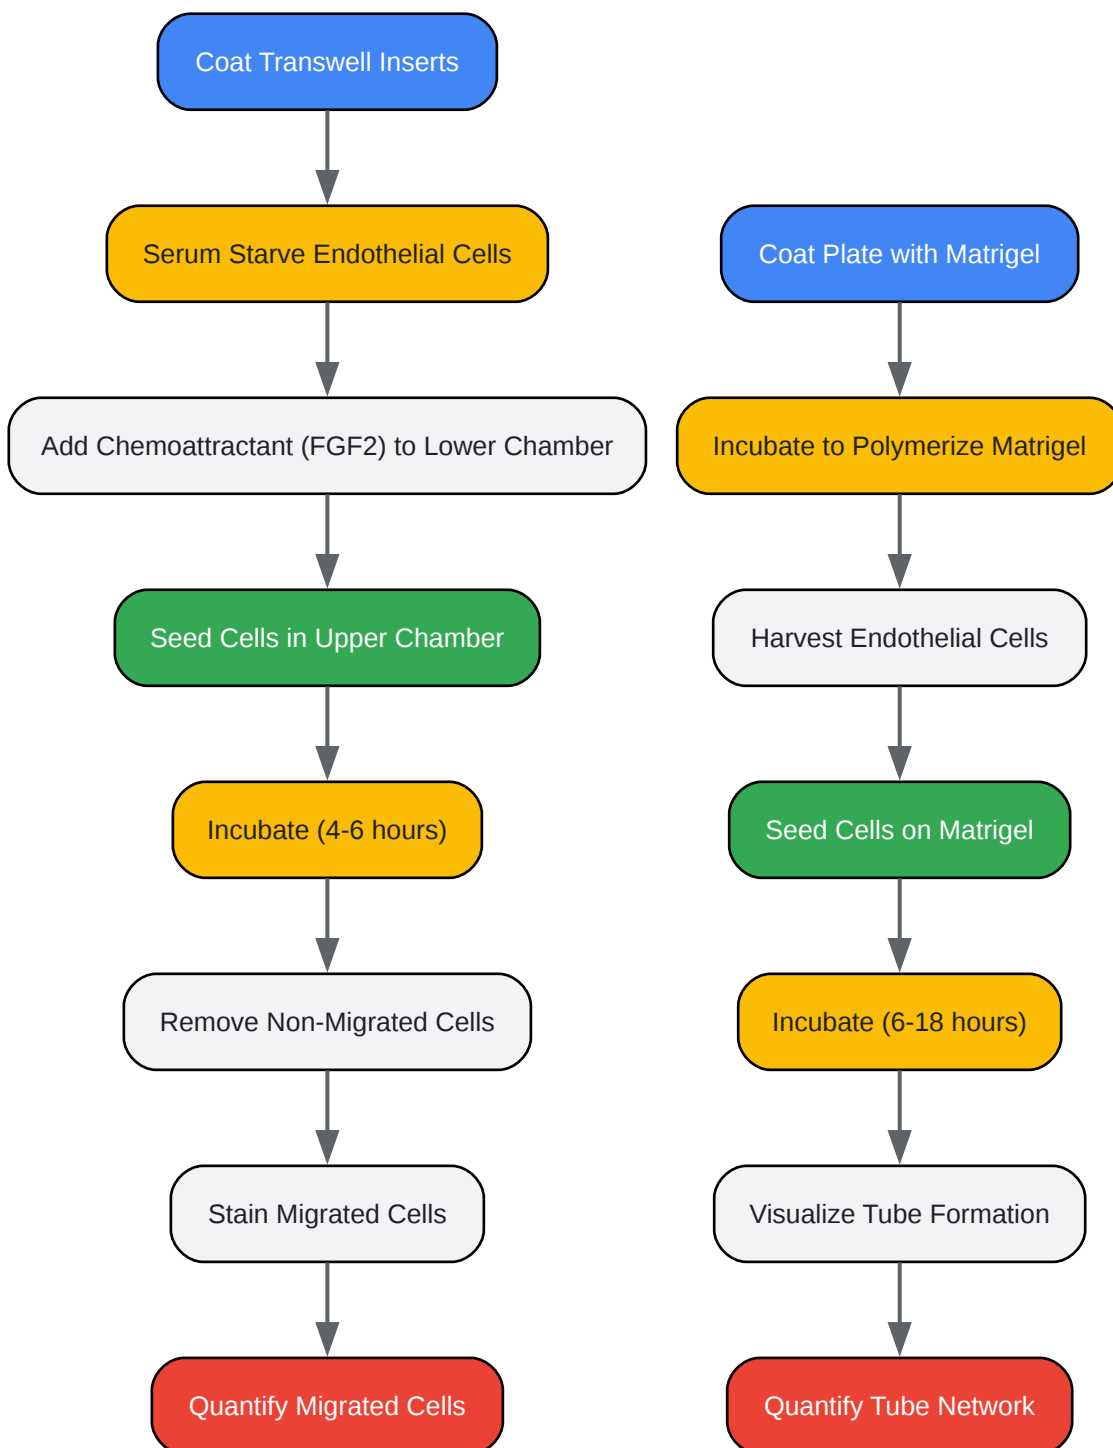 Coat Transwell Inserts
Serum Starve Endothelial Cells
Add Chemoattractant (FGF2) to Lower Chamber
Seed Cells in Upper Chamber
Incubate (4-6 hours)
Remove Non-Migrated Cells
Stain Migrated Cells
Quantify Migrated Cells
Coat Plate with Matrigel
Incubate to Polymerize Matrigel
Harvest Endothelial Cells
Seed Cells on Matrigel
Incubate (6-18 hours)
Visualize Tube Formation
Quantify Tube Network